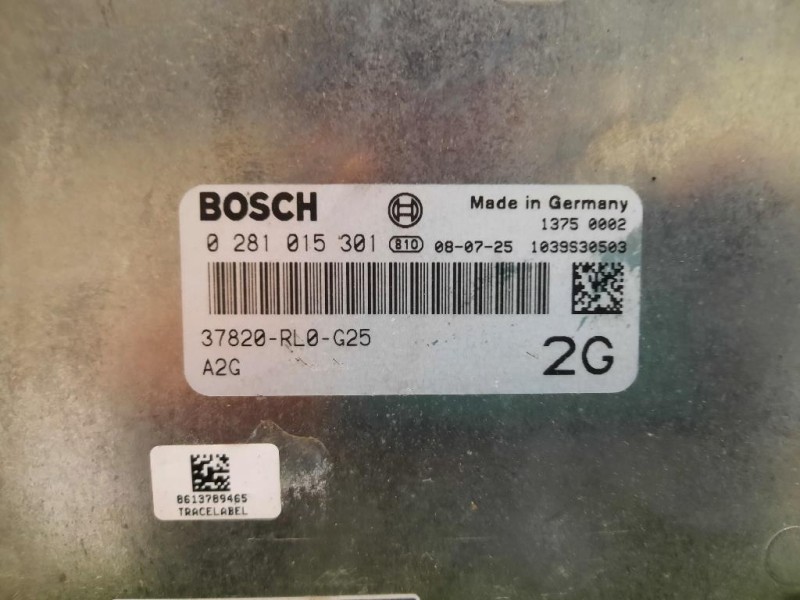 BOSCH
Made in Germany
1375 0002
0 281 015 301 810 08-07-25 1039S30503
37820-RL0-G25
A2G
2G
8613789465
TRACELABEL